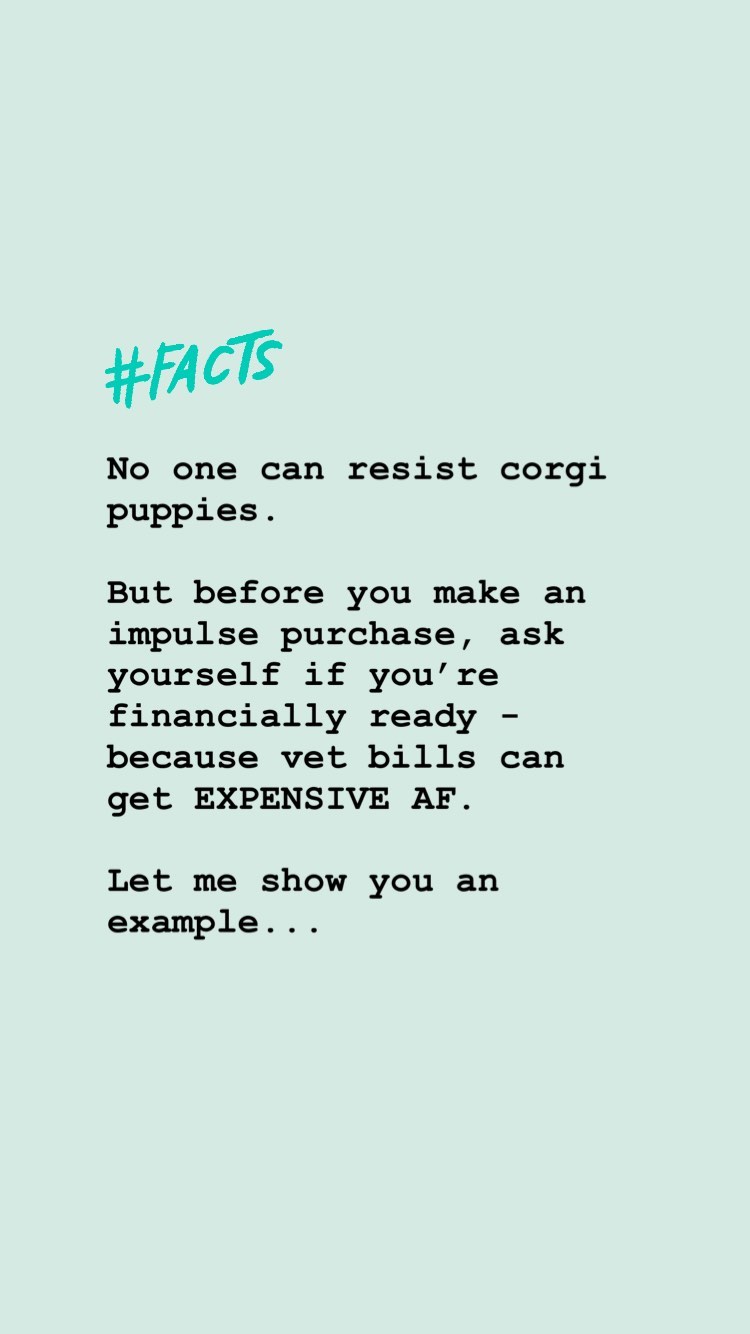 #FACTS
No one can resist corgi
puppies.
But before you make an
impulse purchase, ask
yourself if you’re
financially ready -
because vet bills can
get EXPENSIVE AF.
Let me show you an
example...